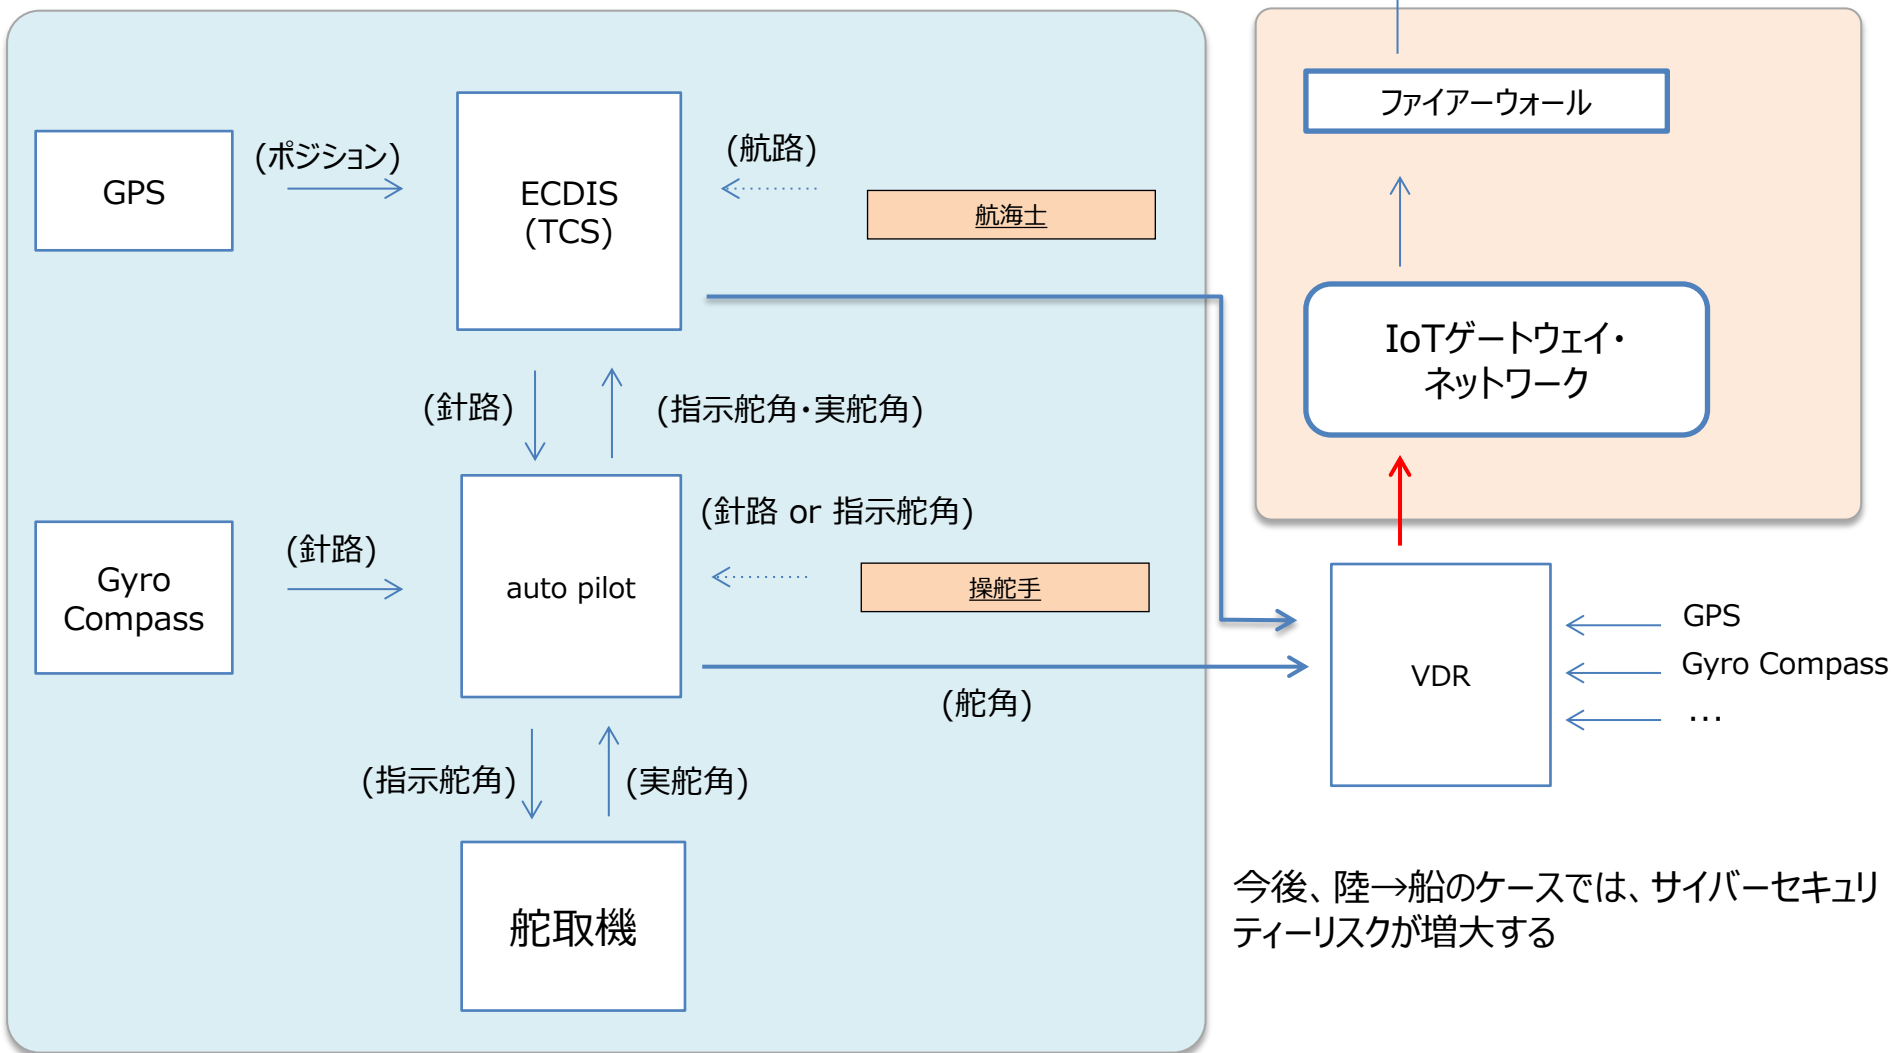 ファイアーウォール
GPS
(ポジション)
ECDIS
(TCS)
(航路)
航海士
IoTゲートウェイ・
ネットワーク
(針路)
(指示舵角・実舵角)
(針路 or 指示舵角)
Gyro
Compass
(針路)
auto pilot
操舵手
(舵角)
VDR
GPS
Gyro Compass
...
(指示舵角)
(実舵角)
舵取機
今後、陸→船のケースでは、サイバーセキュリ
ティーリスクが増大する